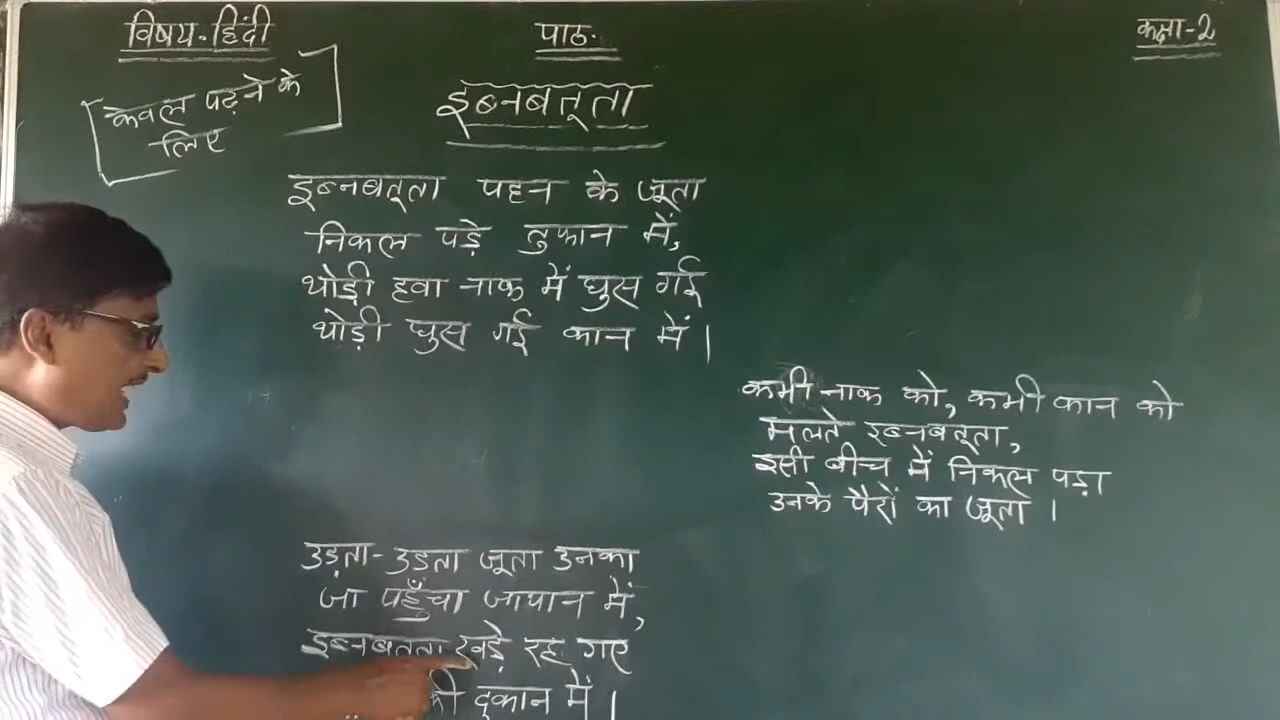 विषय-हिंदी
पाठ-
कक्षा-2
[केवल पढ़ने के
लिए]
इब्नबतूता
इब्नबतूता पहन के जूता
निकल पड़े तुफान में,
थोड़ी हवा नाक में घुस गई
थोड़ी घुस गई कान में।
कभी नाक को, कभी कान को
मलते इब्नबतूता,
इसी बीच में निकल पड़ा
उनके पैरों का जूता।
उड़ता-उड़ता जूता उनका
जा पहुँचा जापान में,
इब्नबतूता खड़े रह गए
की दुकान में।